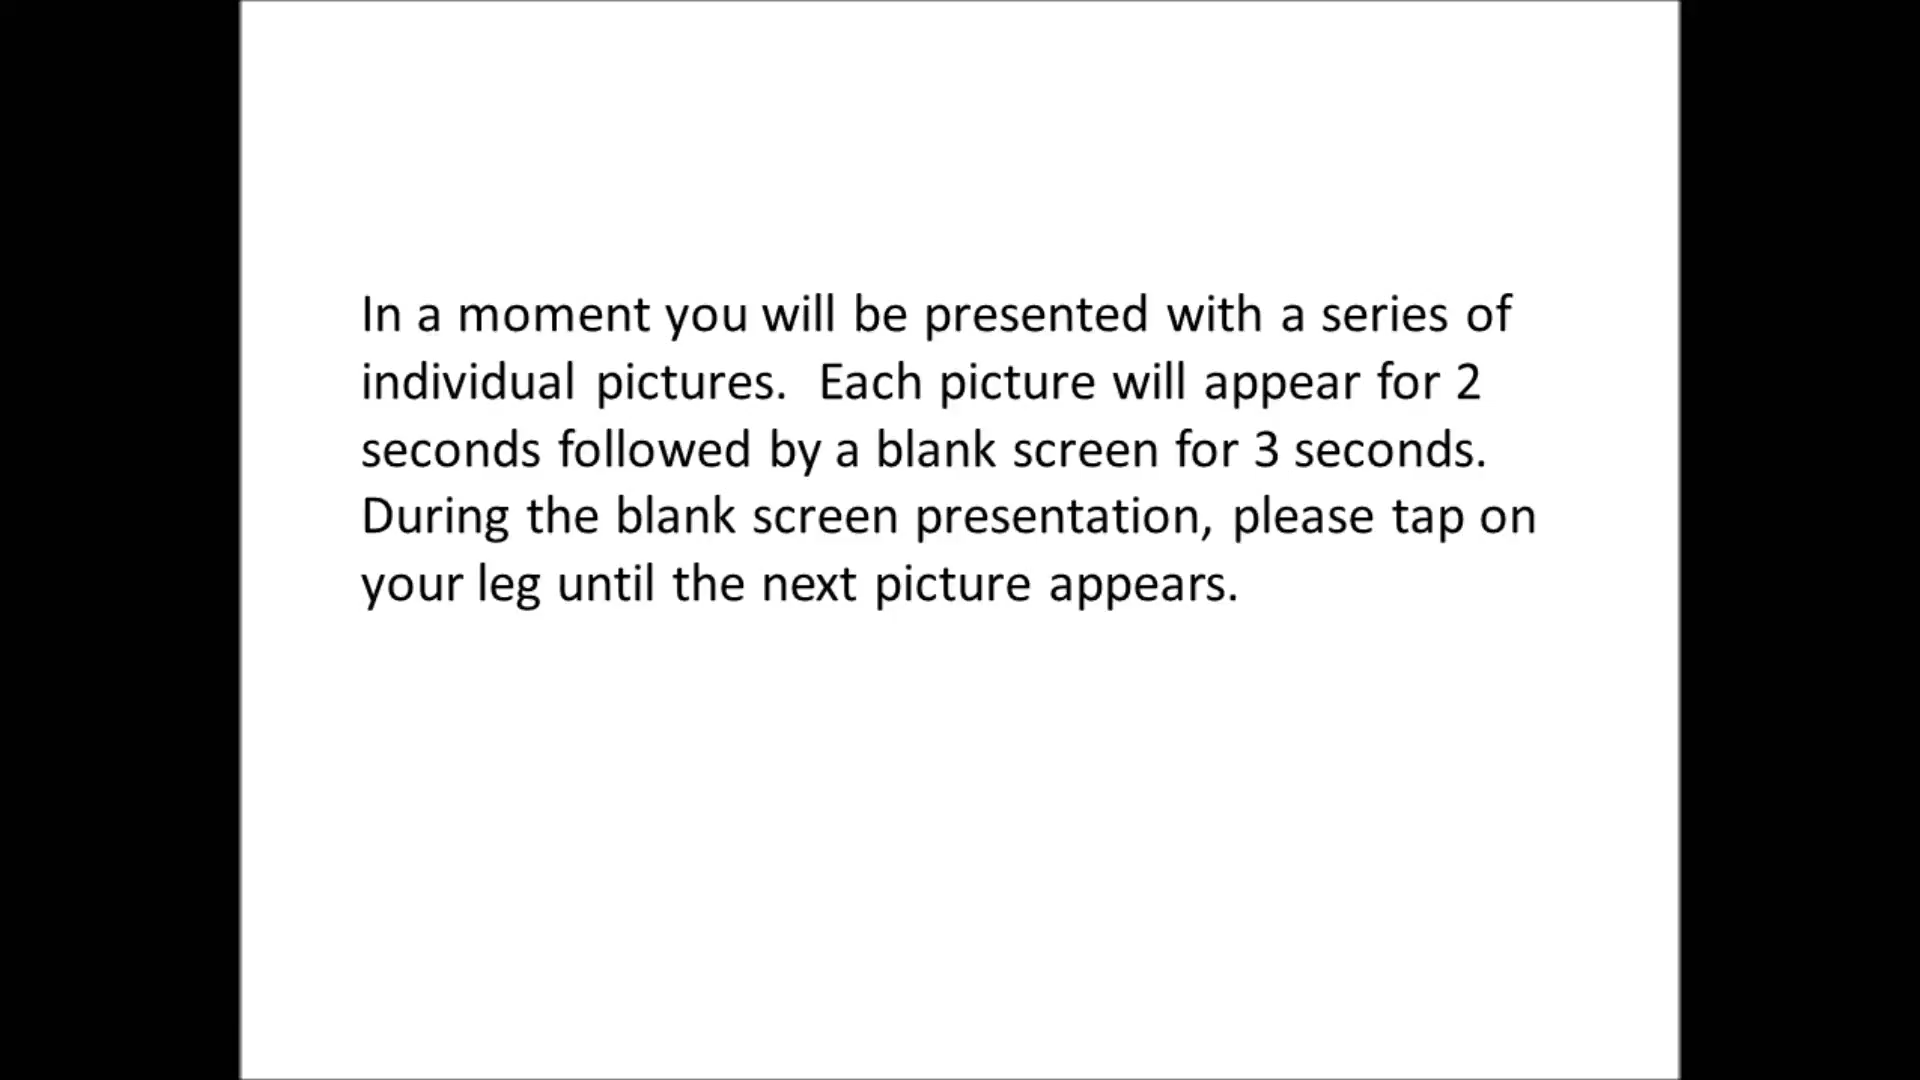 In a moment you will be presented with a series of
individual pictures.  Each picture will appear for 2
seconds followed by a blank screen for 3 seconds.
During the blank screen presentation, please tap on
your leg until the next picture appears.